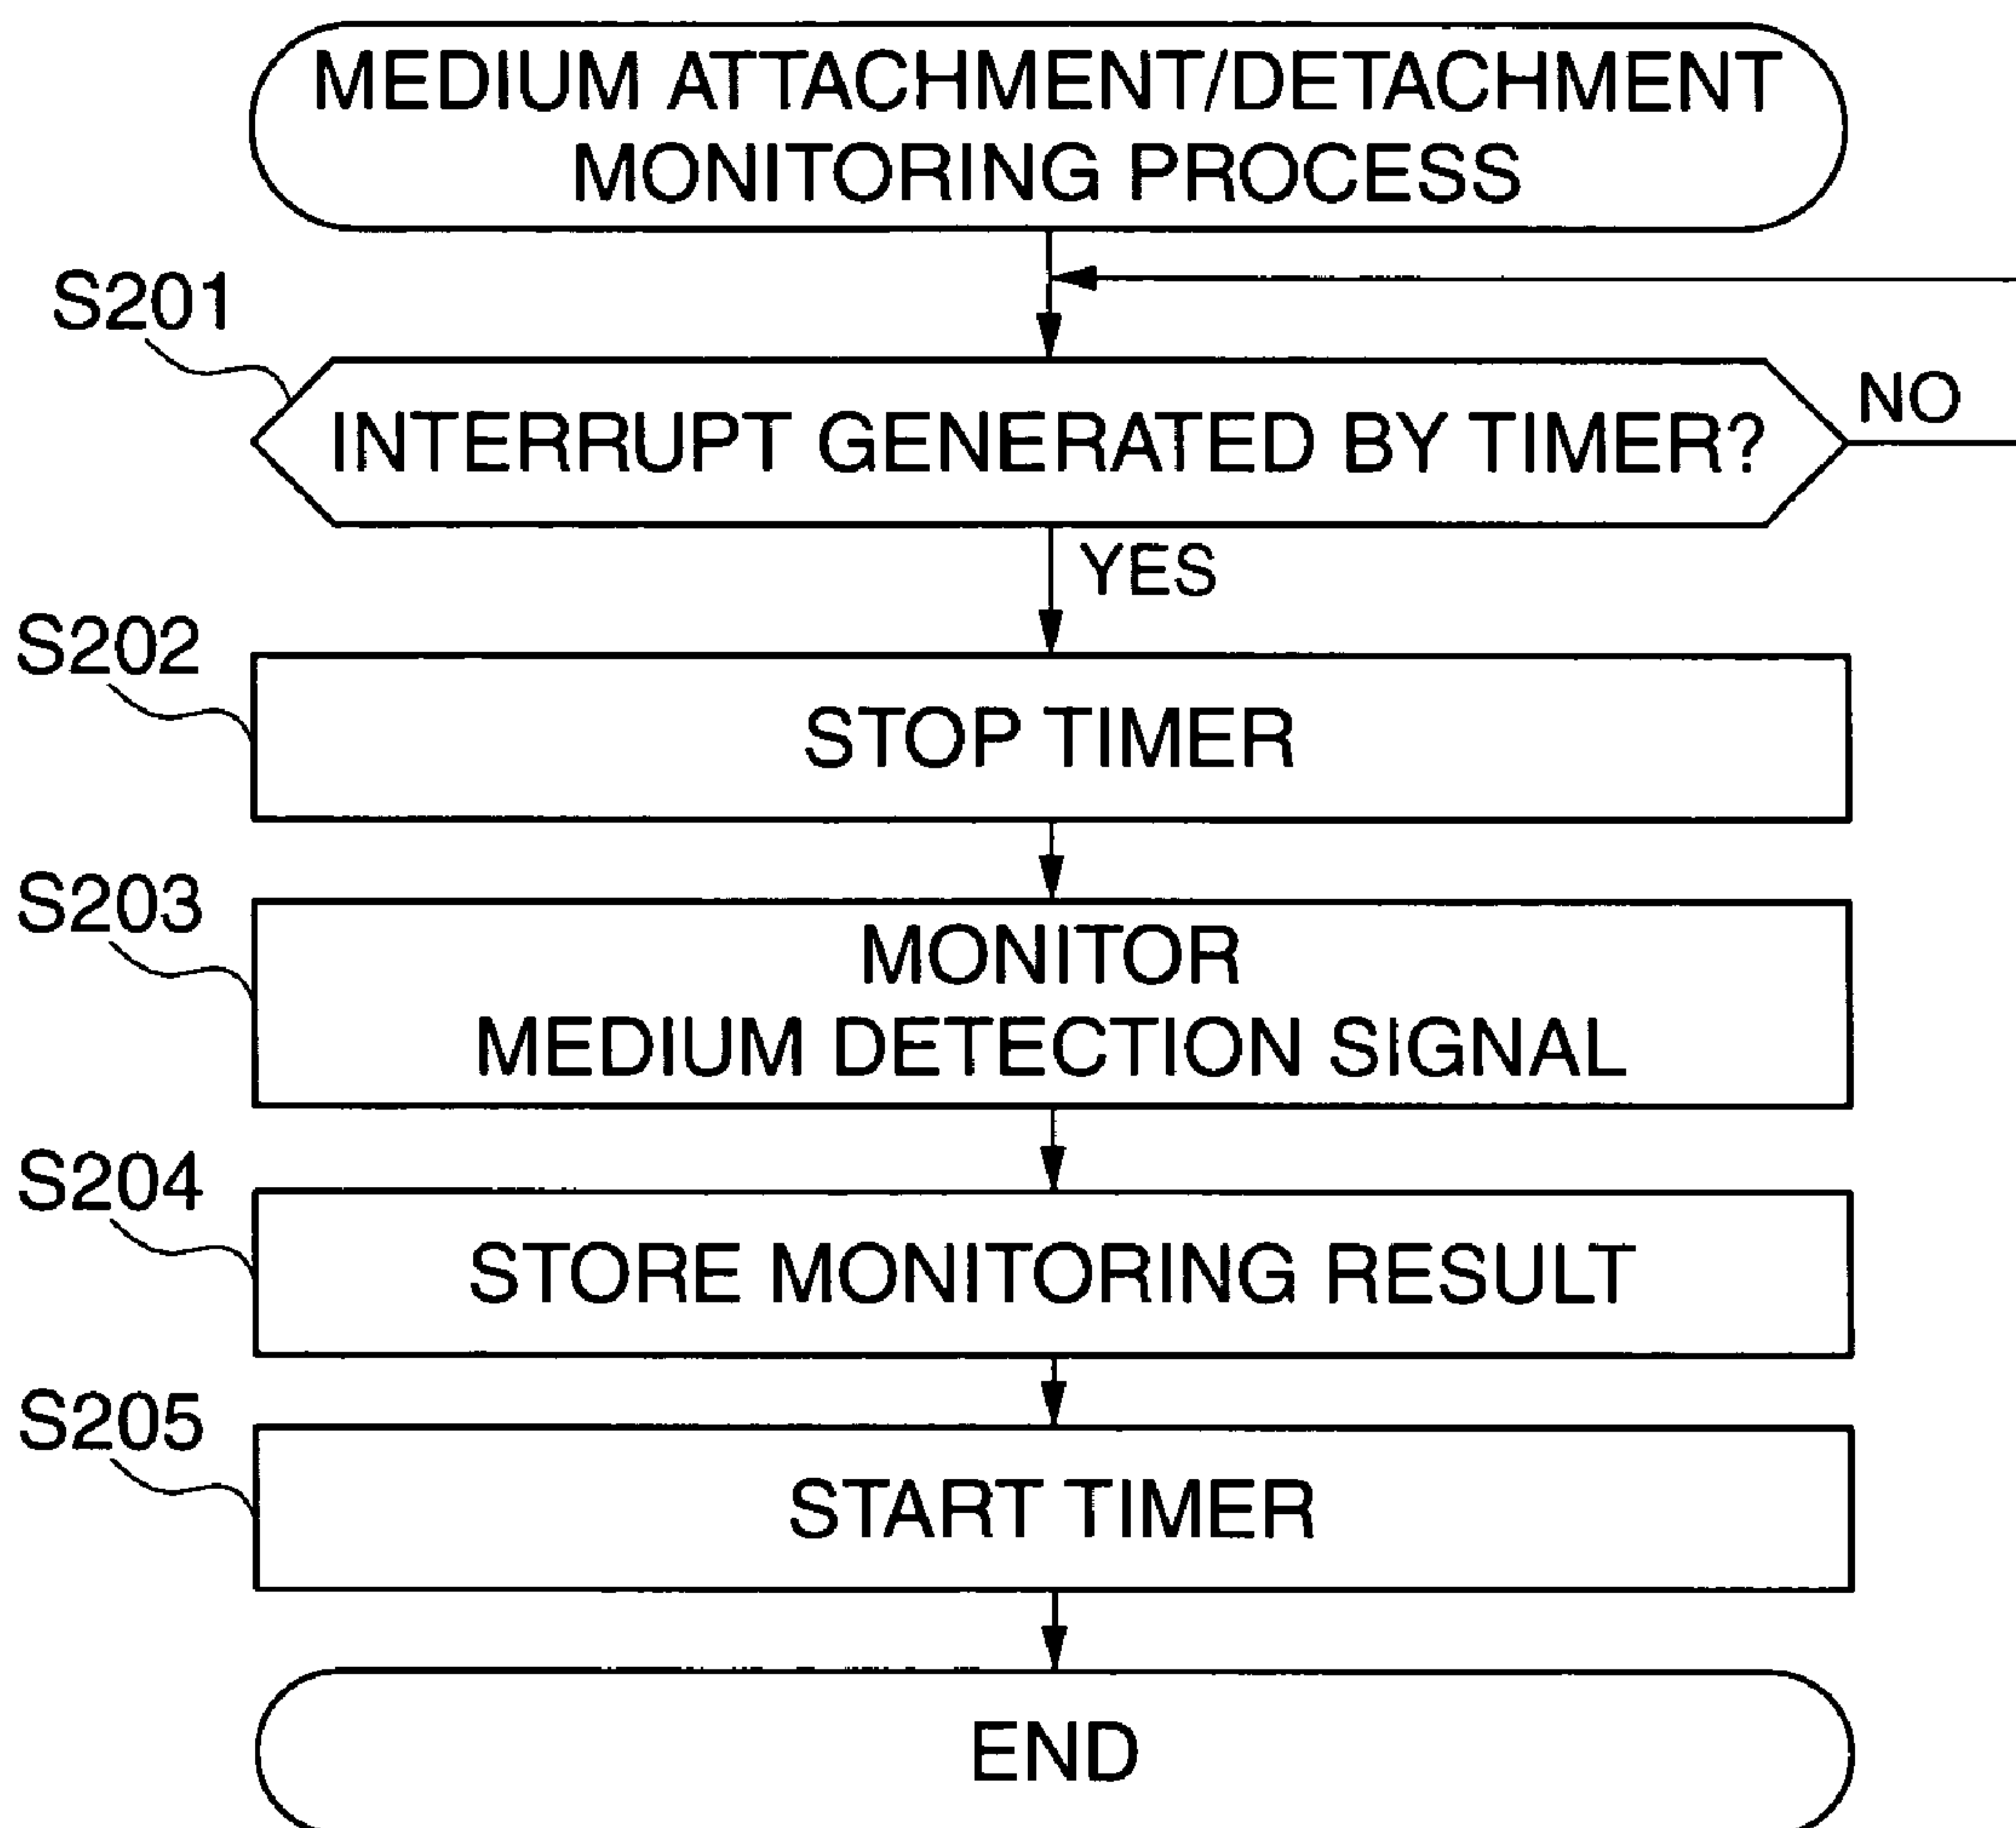 MEDIUM ATTACHMENT/DETACHMENT
MONITORING PROCESS
S201
INTERRUPT GENERATED BY TIMER?
NO
YES
S202
STOP TIMER
S203
MONITOR
MEDIUM DETECTION SIGNAL
S204
STORE MONITORING RESULT
S205
START TIMER
END